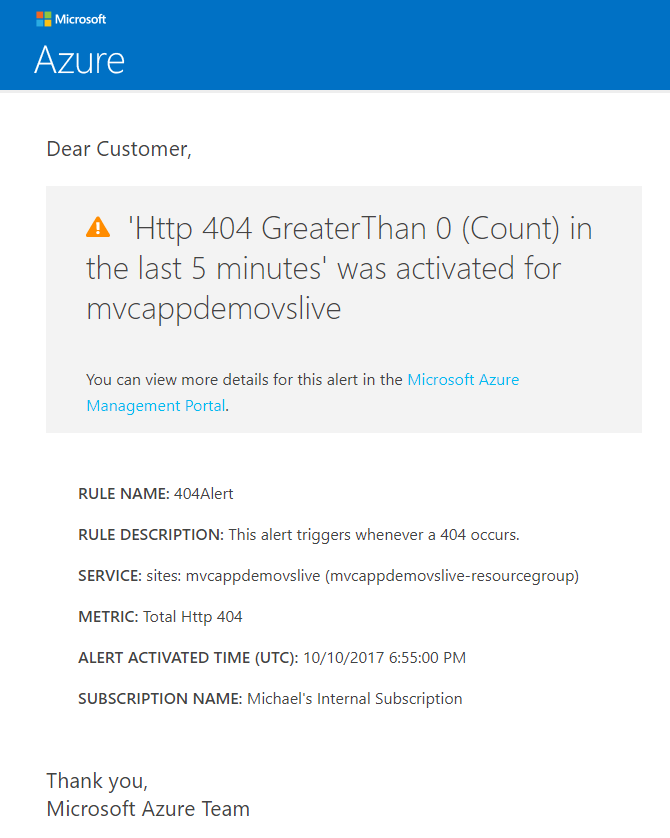 Microsoft
Azure
Dear Customer,
'Http 404 GreaterThan 0 (Count) in
the last 5 minutes' was activated for
mvcappdemovslive
You can view more details for this alert in the Microsoft Azure
Management Portal.
RULE NAME: 404Alert
RULE DESCRIPTION: This alert triggers whenever a 404 occurs.
SERVICE: sites: mvcappdemovslive (mvcappdemovslive-resourcegroup)
METRIC: Total Http 404
ALERT ACTIVATED TIME (UTC): 10/10/2017 6:55:00 PM
SUBSCRIPTION NAME: Michael's Internal Subscription
Thank you,
Microsoft Azure Team